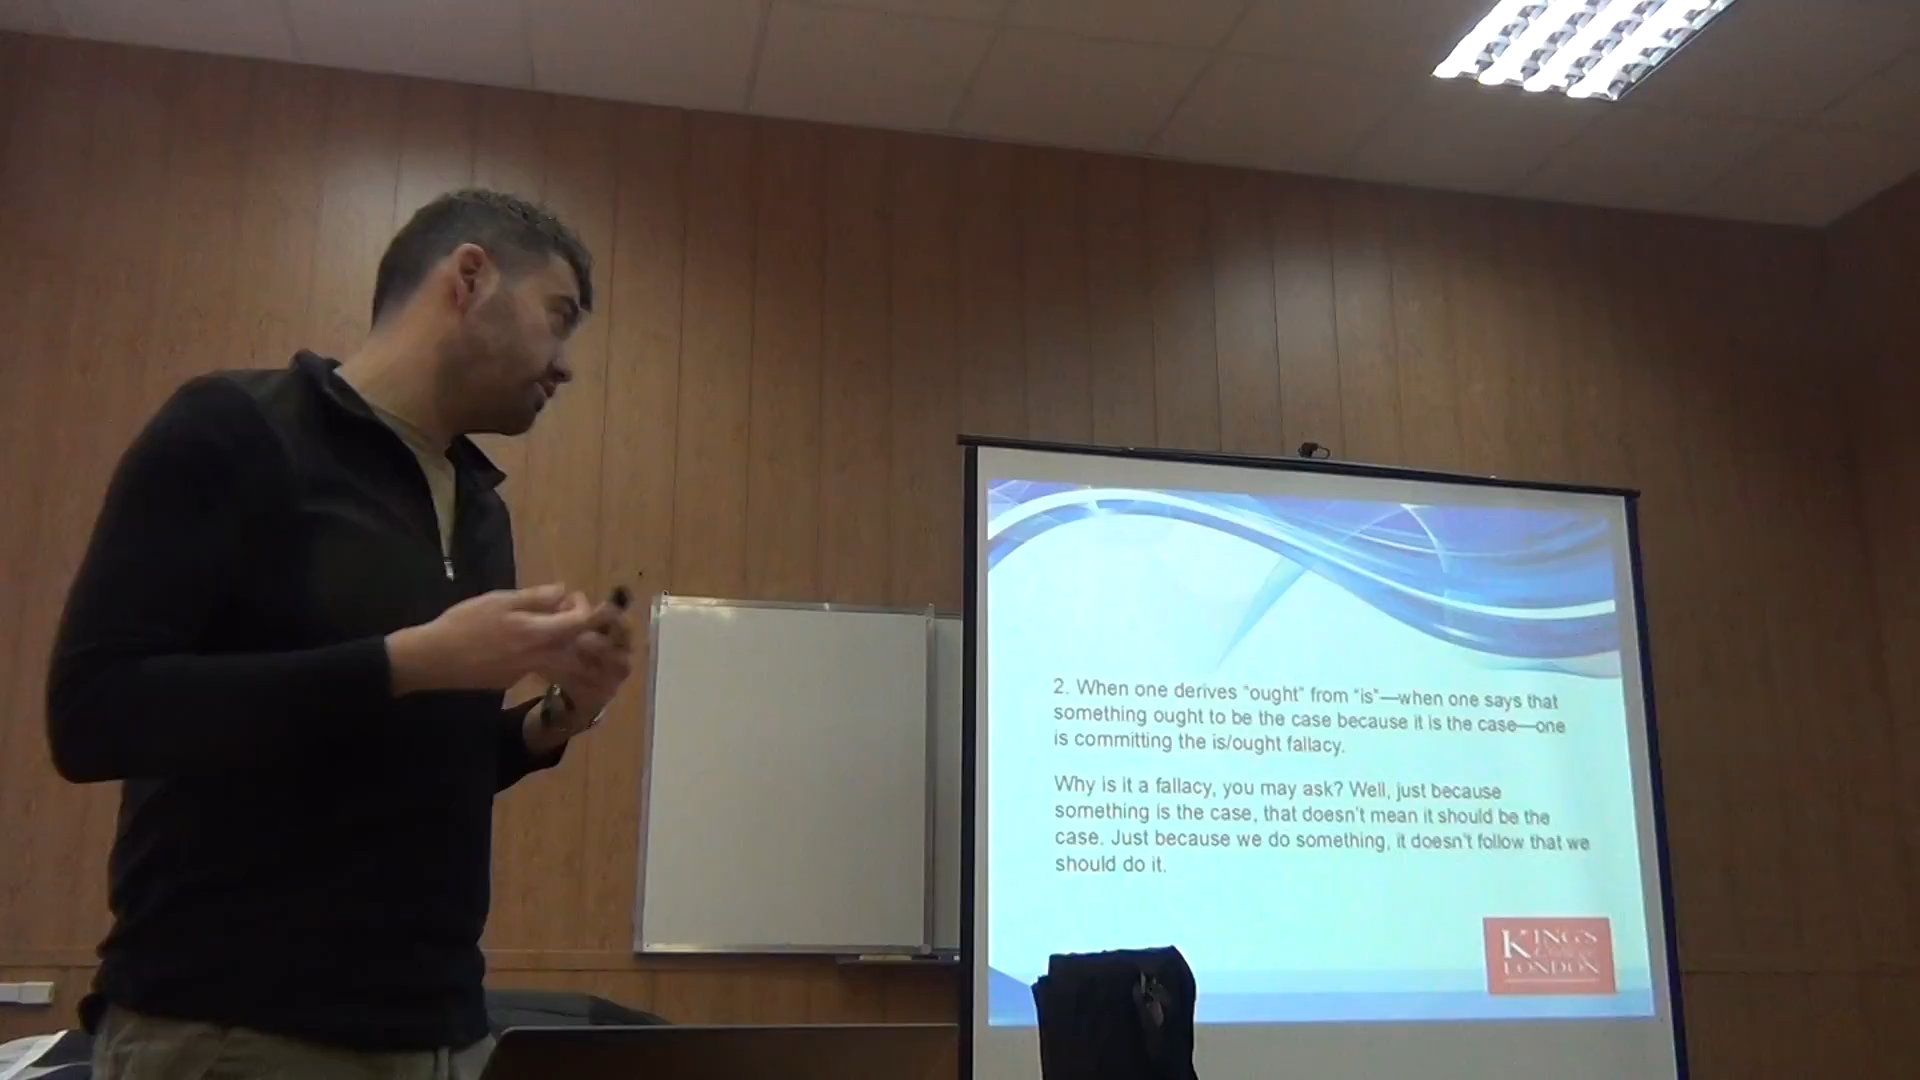 2. When one derives "ought" from "is"—when one says that
something ought to be the case because it is the case—one
is committing the is/ought fallacy.
Why is it a fallacy, you may ask? Well, just because
something is the case, that doesn't mean it should be the
case. Just because we do something, it doesn't follow that we
should do it.
KING'S
College
LONDON